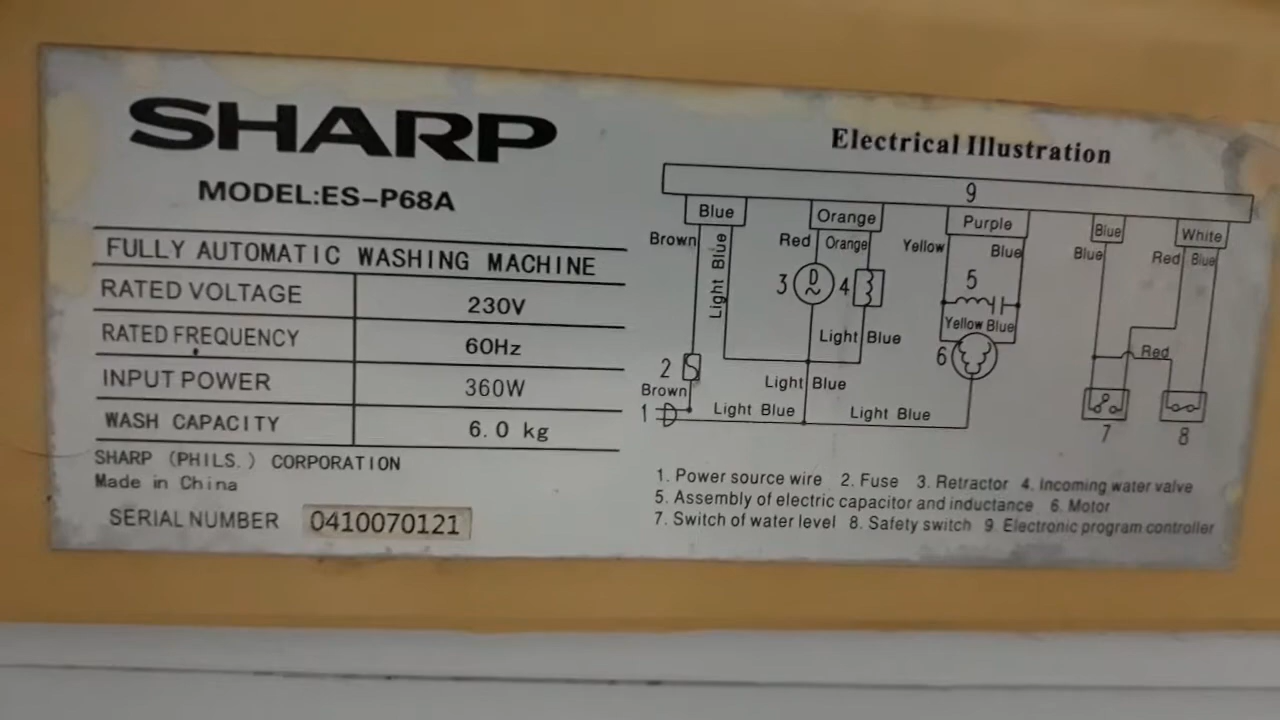 SHARP
MODEL:ES-P68A
FULLY AUTOMATIC WASHING MACHINE
RATED VOLTAGE 230V
RATED FREQUENCY 60Hz
INPUT POWER 360W
WASH CAPACITY 6.0 kg
SHARP (PHILS.) CORPORATION
Made in China
SERIAL NUMBER 0410070121
Electrical Illustration
9
Blue Orange Purple Blue White
Brown Light Blue Red Orange Yellow Blue Blue Red Blue
3 D 4 5
Light Blue Yellow Blue
2 6 Red
Brown Light Blue
1 Light Blue Light Blue 7 8
1. Power source wire 2. Fuse 3. Retractor 4. Incoming water valve
5. Assembly of electric capacitor and inductance 6. Motor
7. Switch of water level 8. Safety switch 9. Electronic program controller